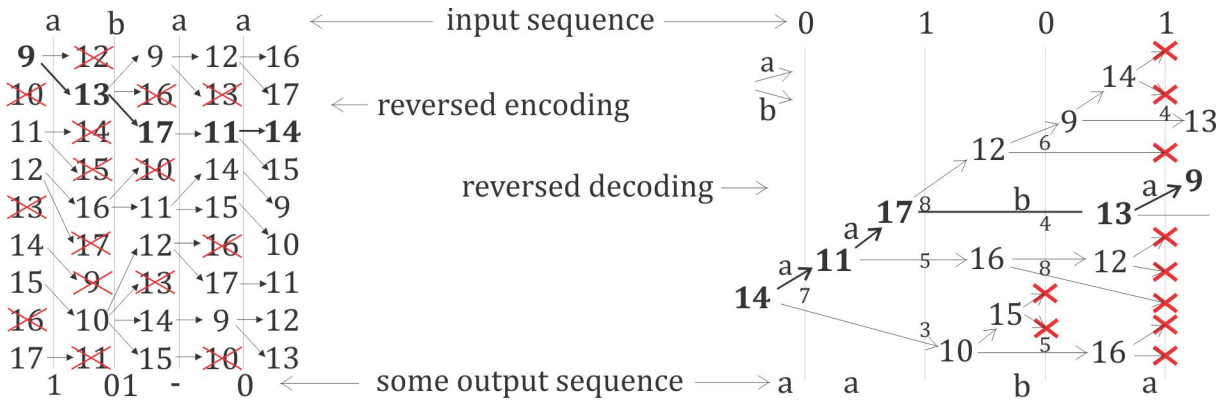 a b a a input sequence 0 1 0 1
9 12 9 12 16
a 14
10 13 16 13 17 reversed encoding b 4
11 14 17 11 14 9 13
6
12
12 15 10 14 15 reversed decoding a 9
13 16 11 15 9 17 8 b 13
4
14 17 12 16 10 a
a 11 5 16 8 12
15 9 13 17 11 14 7
15
16 10 14 9 12 3 10 5 16
17 11 15 10 13
1 01 - 0 some output sequence a a b a